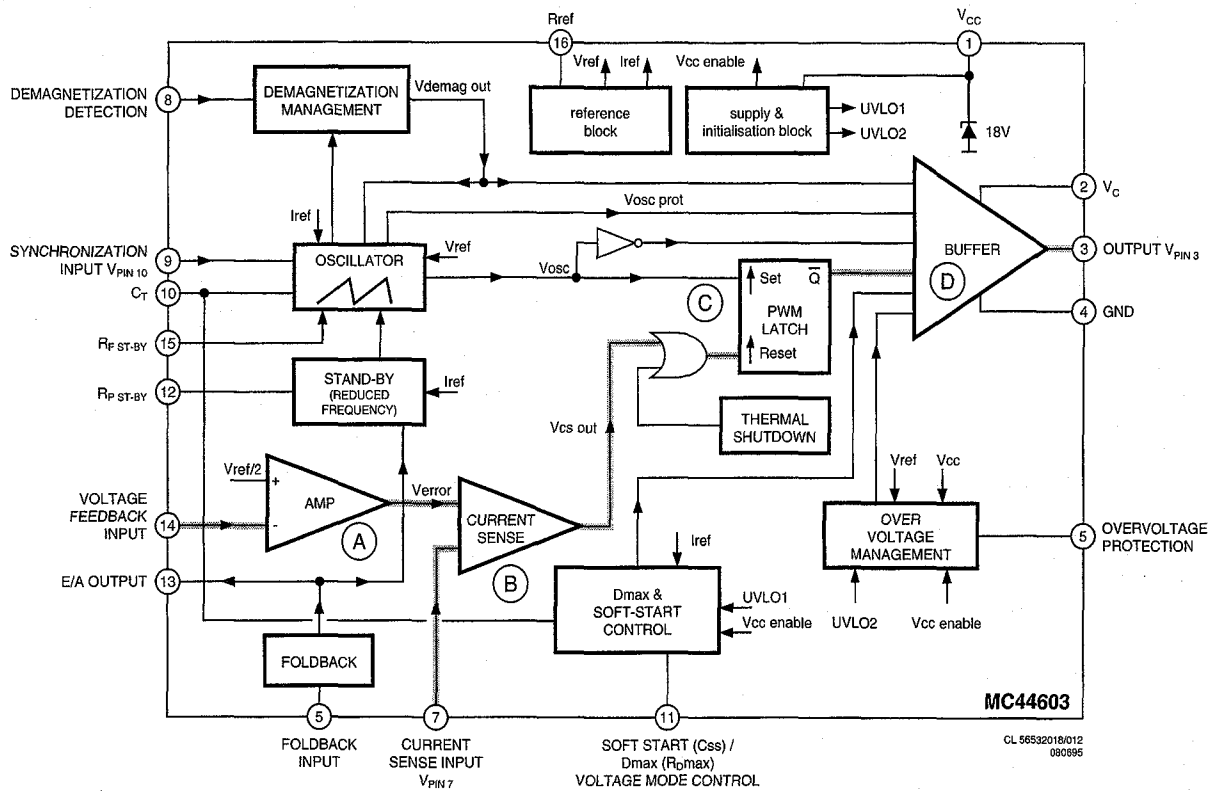 Rref
16
VCC
1
DEMAGNETIZATION
DETECTION
8
DEMAGNETIZATION
MANAGEMENT
Vdemag out
Vref
Iref
reference
block
Vcc enable
supply &
initialisation block
UVLO1
UVLO2
18V
2
VC
Iref
Vosc prot
SYNCHRONIZATION
INPUT VPIN 10
9
OSCILLATOR
Vref
Vosc
BUFFER
3
OUTPUT VPIN 3
CT
10
C
Set
Q̅
PWM
LATCH
Reset
D
4
GND
RF ST-BY
15
RP ST-BY
12
STAND-BY
(REDUCED
FREQUENCY)
Iref
THERMAL
SHUTDOWN
Vcs out
Vref/2
+
-
AMP
A
Verror
CURRENT
SENSE
B
VOLTAGE
FEEDBACK
INPUT
14
E/A OUTPUT
13
Vref
Vcc
OVER
VOLTAGE
MANAGEMENT
5
OVERVOLTAGE
PROTECTION
UVLO2
Vcc enable
Iref
Dmax &
SOFT-START
CONTROL
UVLO1
Vcc enable
FOLDBACK
MC44603
5
FOLDBACK
INPUT
7
CURRENT
SENSE INPUT
VPIN 7
11
SOFT START (Css) /
Dmax (RDmax)
VOLTAGE MODE CONTROL
CL 56532018/012
080695